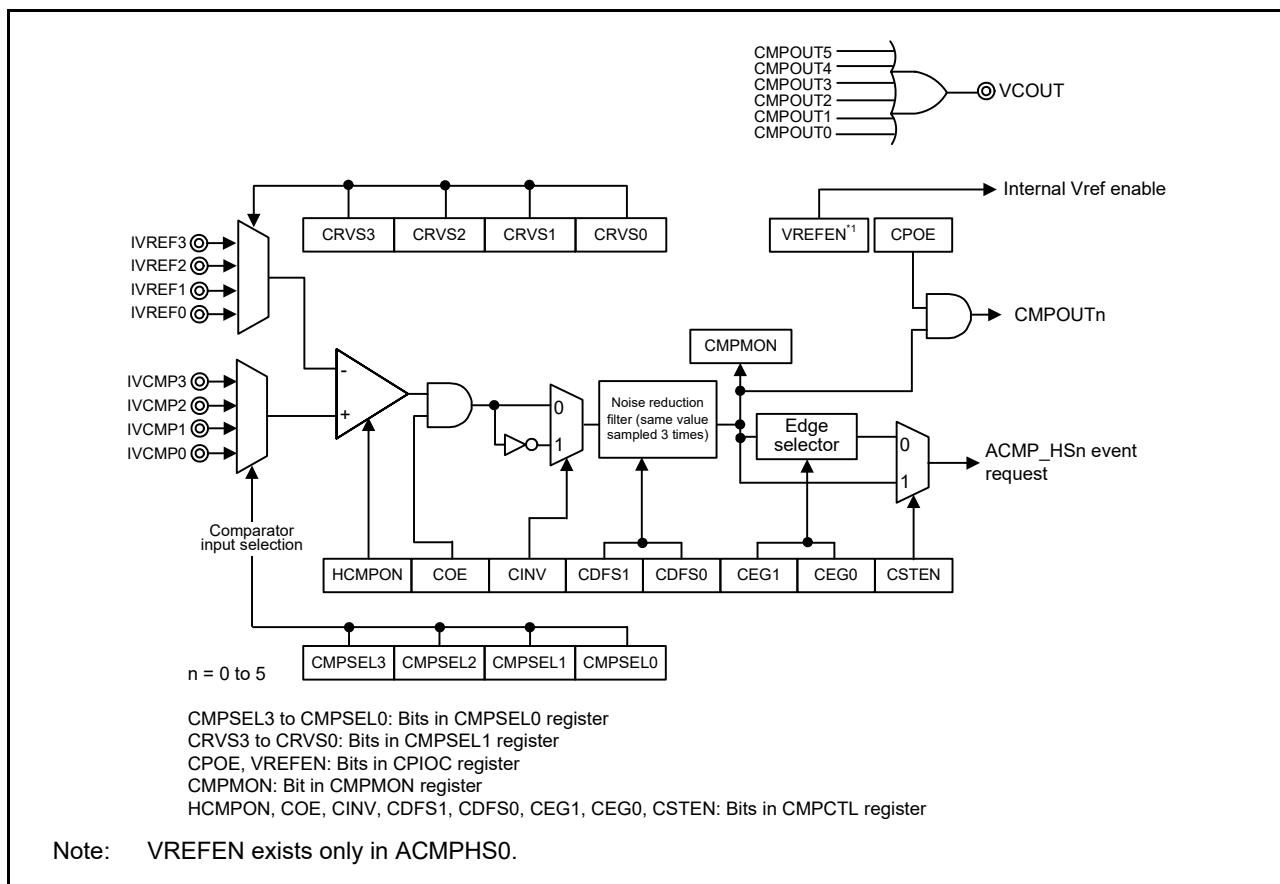 CMPOUT5
CMPOUT4
CMPOUT3
CMPOUT2
CMPOUT1
CMPOUT0
VCOUT
Internal Vref enable
CRVS3
CRVS2
CRVS1
CRVS0
VREFEN*1
CPOE
IVREF3
IVREF2
IVREF1
IVREF0
CMPOUTn
CMPMON
IVCMP3
IVCMP2
IVCMP1
IVCMP0
-
+
0
1
Noise reduction
filter (same value
sampled 3 times)
Edge
selector
0
1
ACMP_HSn event
request
Comparator
input selection
HCMPON
COE
CINV
CDFS1
CDFS0
CEG1
CEG0
CSTEN
CMPSEL3
CMPSEL2
CMPSEL1
CMPSEL0
n = 0 to 5
CMPSEL3 to CMPSEL0: Bits in CMPSEL0 register
CRVS3 to CRVS0: Bits in CMPSEL1 register
CPOE, VREFEN: Bits in CPIOC register
CMPMON: Bit in CMPMON register
HCMPON, COE, CINV, CDFS1, CDFS0, CEG1, CEG0, CSTEN: Bits in CMPCTL register
Note: VREFEN exists only in ACMPHS0.